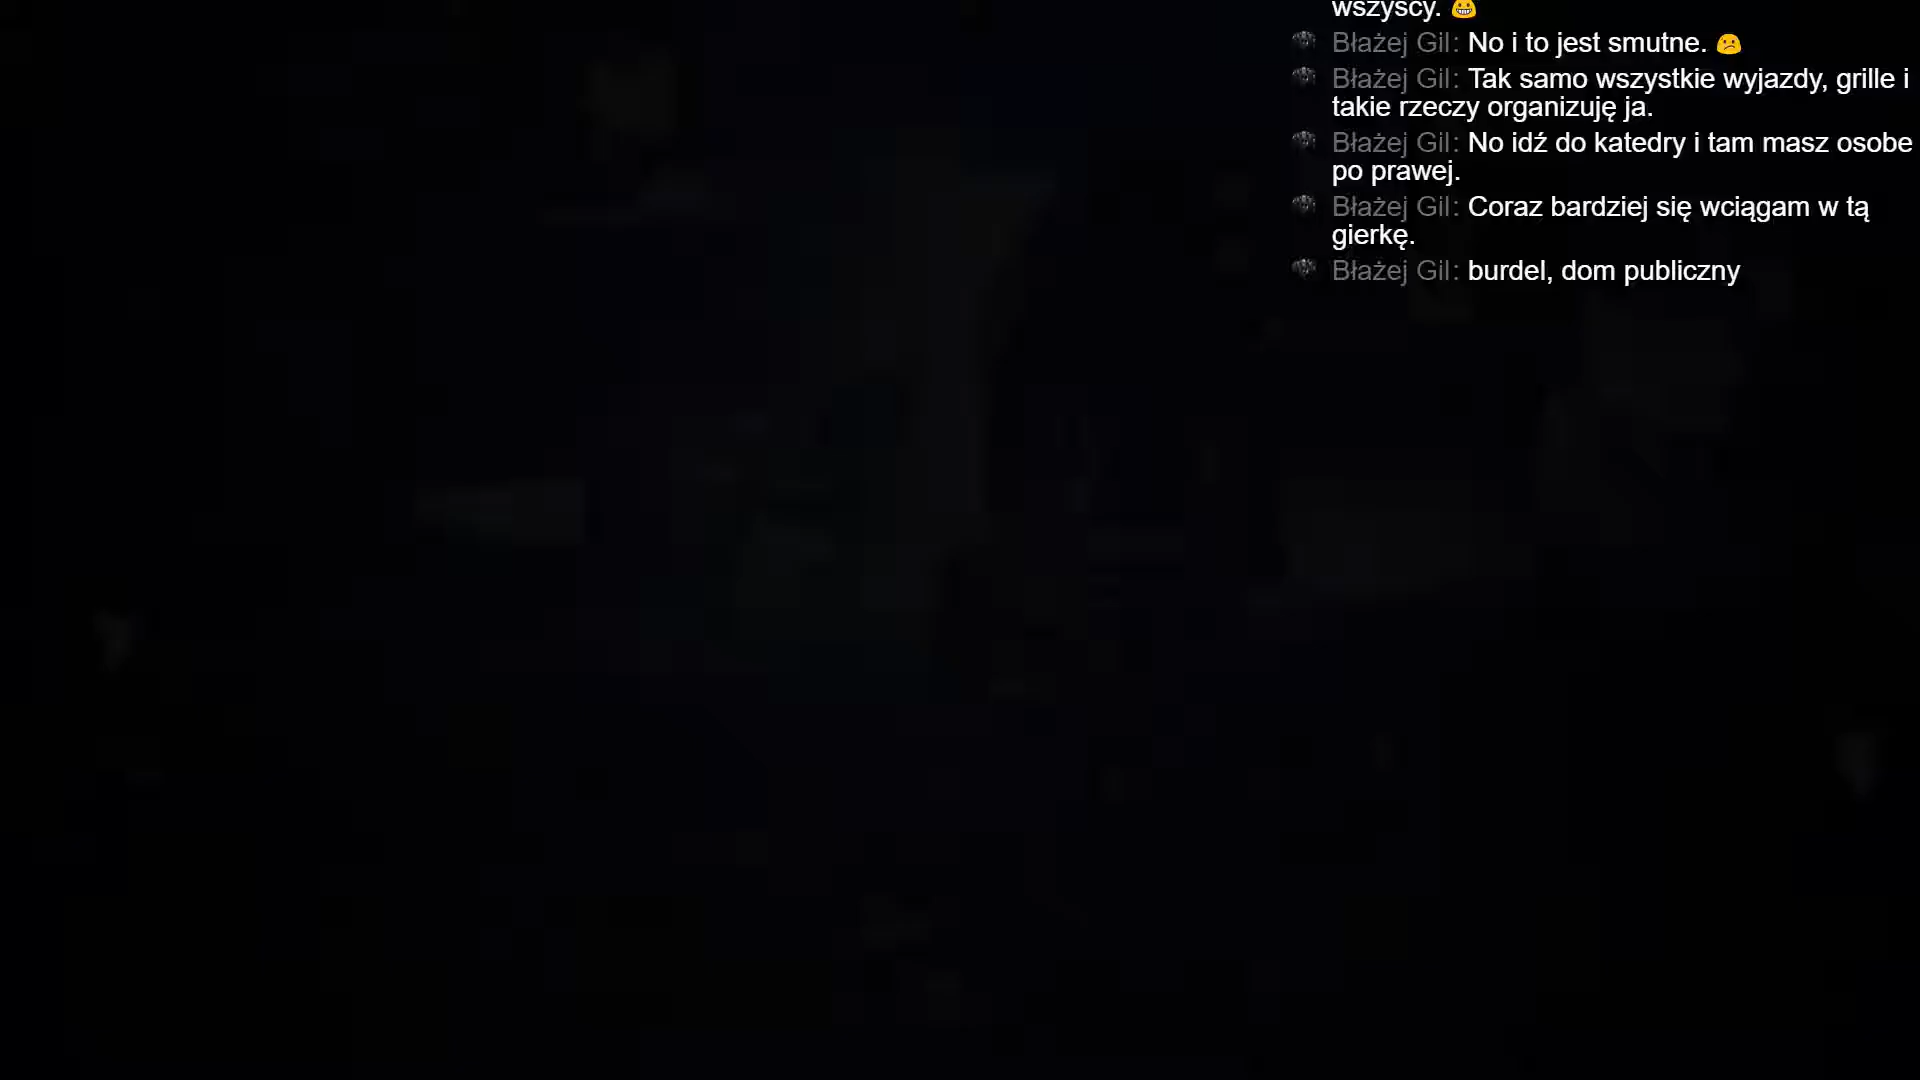 wszyscy. 😀
Błażej Gil: No i to jest smutne. 😕
Błażej Gil: Tak samo wszystkie wyjazdy, grille i
takie rzeczy organizuję ja.
Błażej Gil: No idź do katedry i tam masz osobe
po prawej.
Błażej Gil: Coraz bardziej się wciągam w tą
gierkę.
Błażej Gil: burdel, dom publiczny